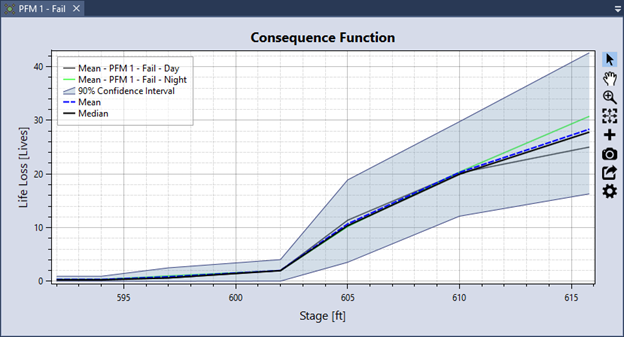 PFM 1 - Fail
Consequence Function
Mean - PFM 1 - Fail - Day
Mean - PFM 1 - Fail - Night
90% Confidence Interval
Mean
Median
Life Loss [Lives]
40
30
20
10
0
595 600 605 610 615
Stage [ft]